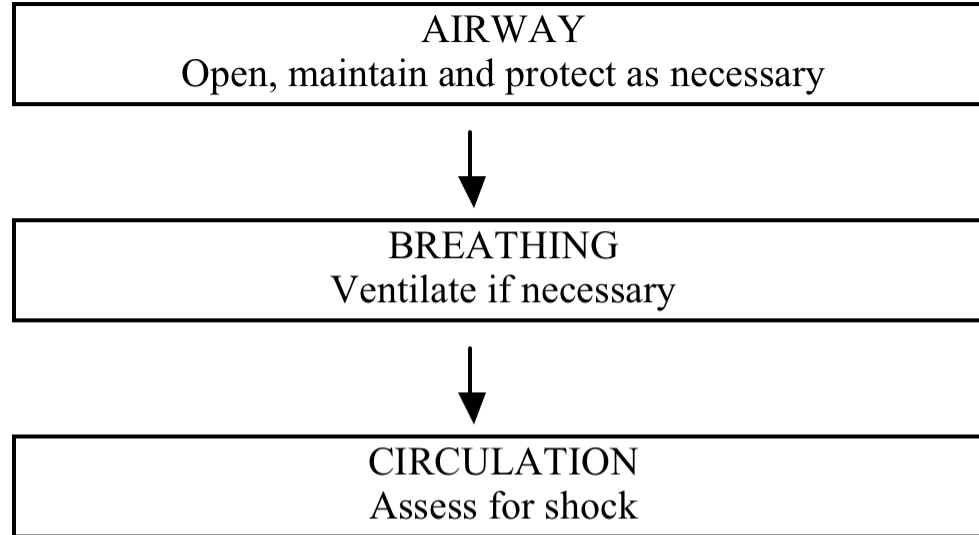 AIRWAY
Open, maintain and protect as necessary
BREATHING
Ventilate if necessary
CIRCULATION
Assess for shock